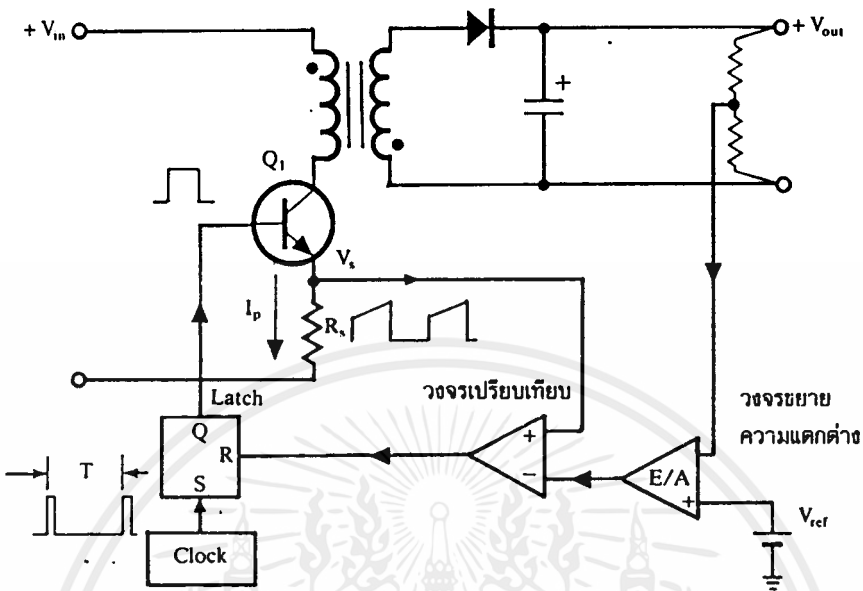 + Vin
+ Vout
+
Q1
Vs
Ip
Rs
Latch
วงจรเปรียบเทียบ
วงจรขยาย
ความแตกต่าง
Q
R
S
T
+
−
E/A
+
Vref
Clock